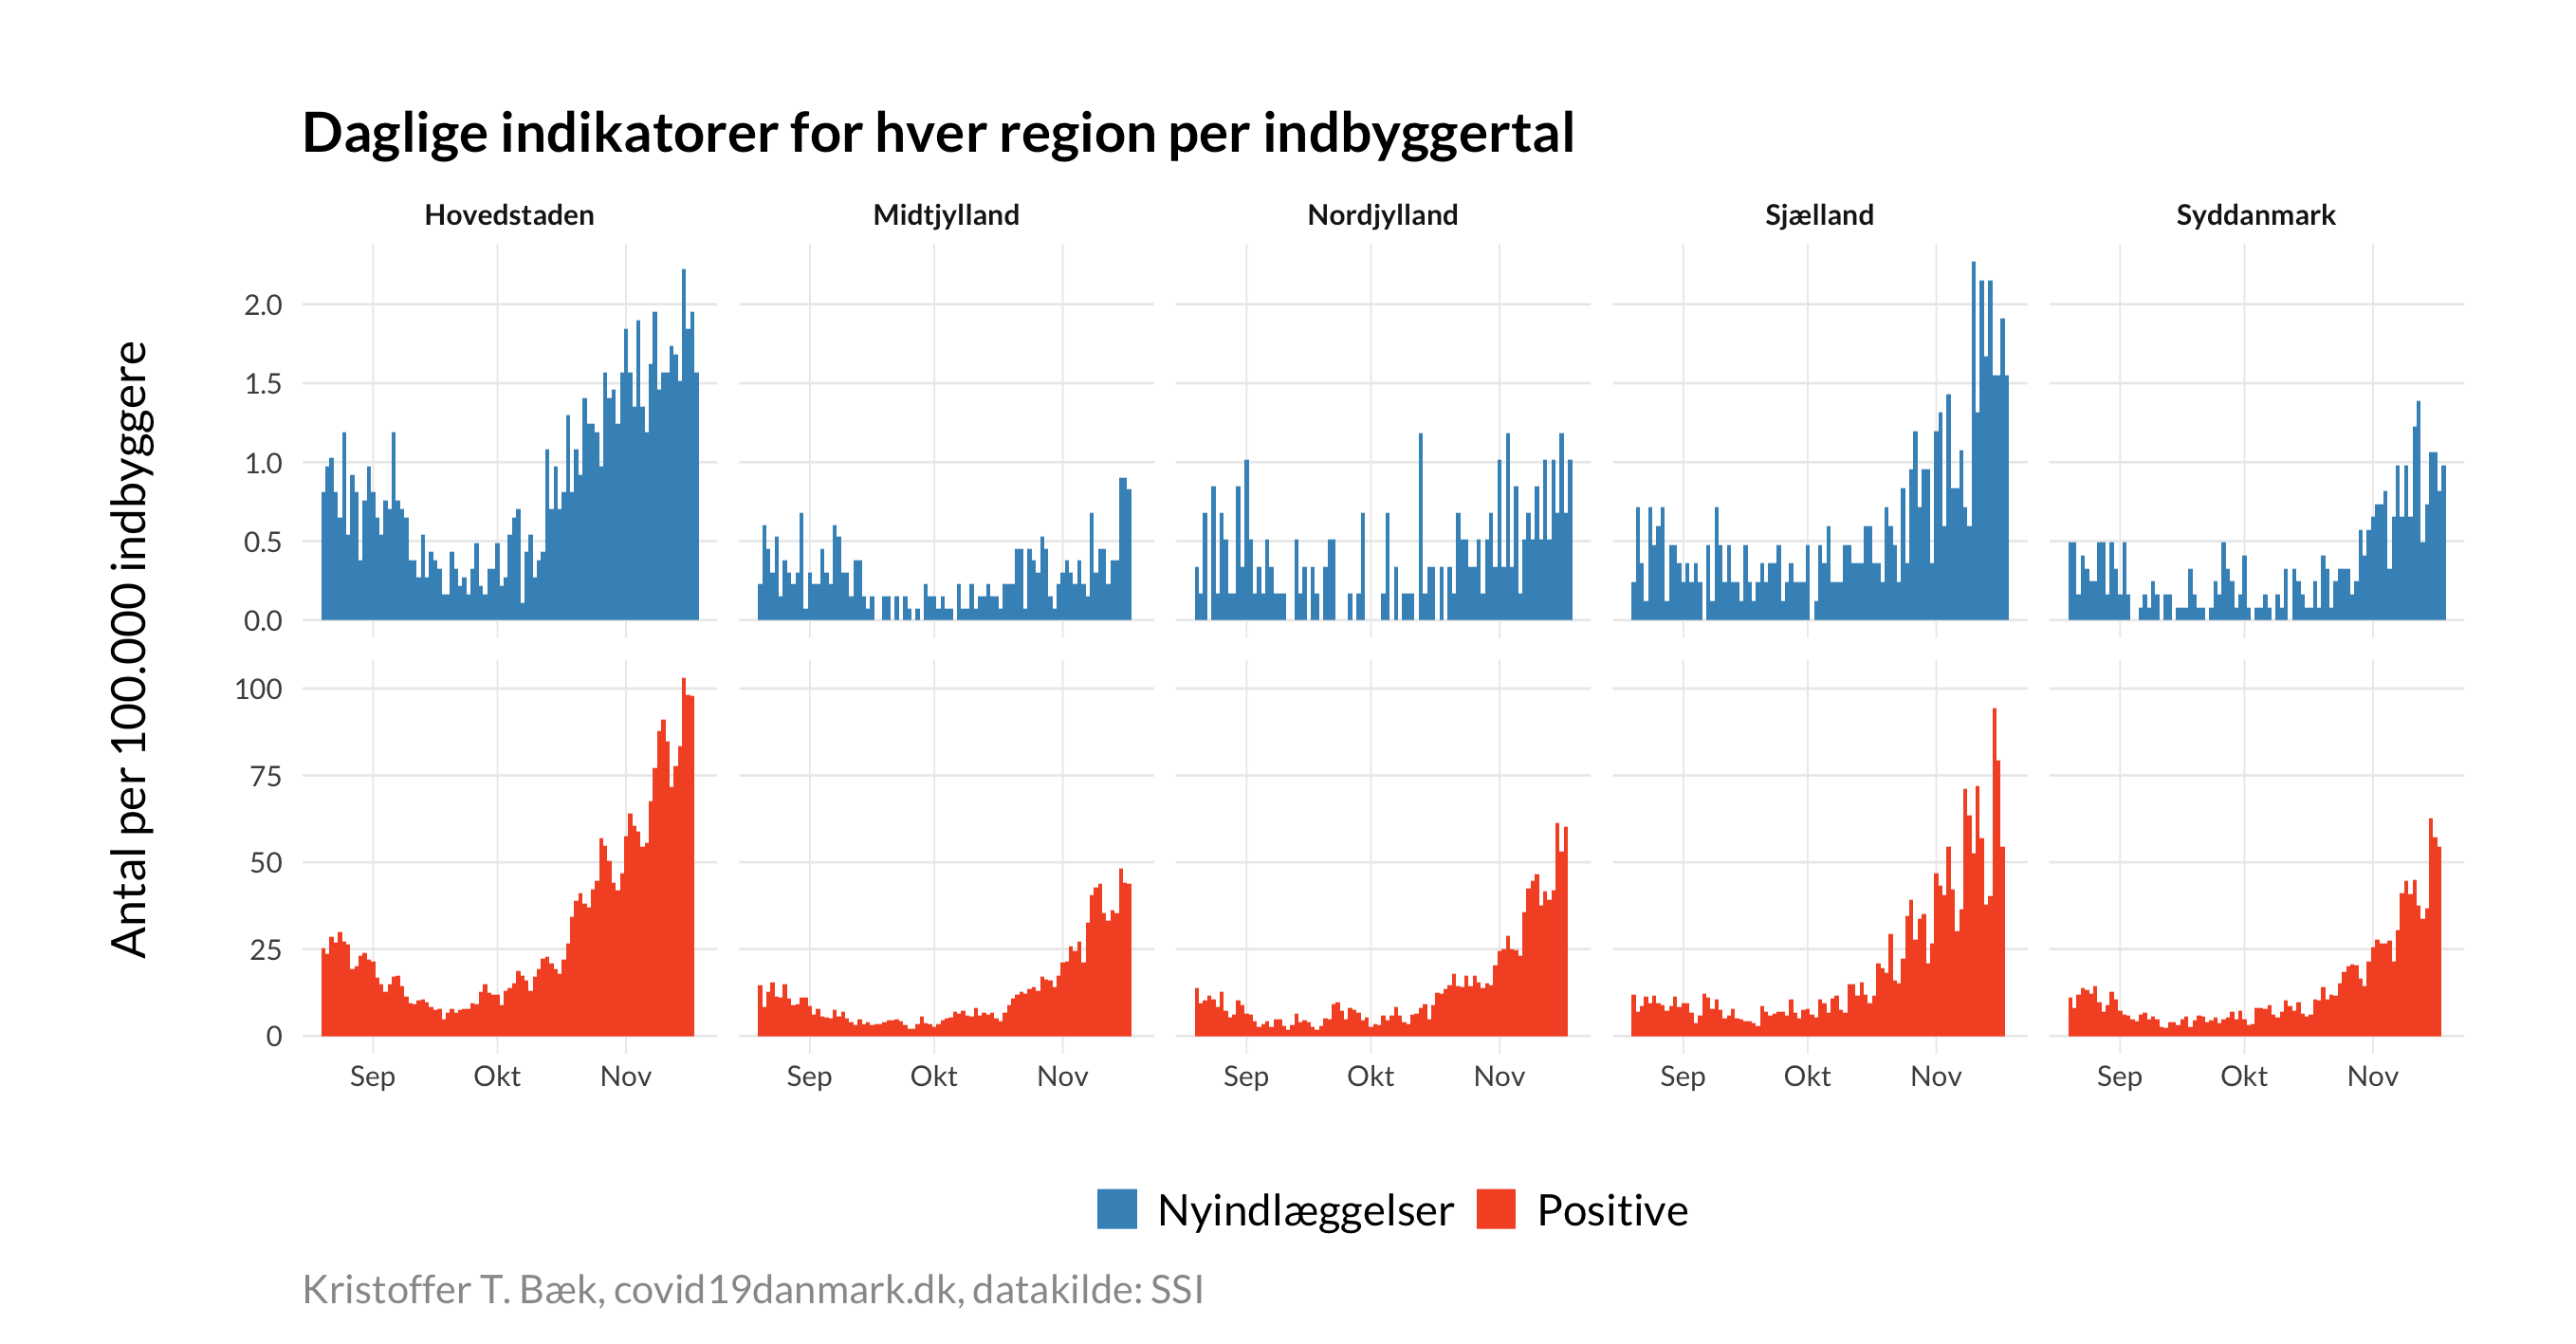 Daglige indikatorer for hver region per indbyggertal
Hovedstaden Midtjylland Nordjylland Sjælland Syddanmark
Antal per 100.000 indbyggere
2.0
1.5
1.0
0.5
0.0
100
75
50
25
0
Sep Okt Nov Sep Okt Nov Sep Okt Nov Sep Okt Nov Sep Okt Nov
Nyindlæggelser Positive
Kristoffer T. Bæk, covid19danmark.dk, datakilde: SSI